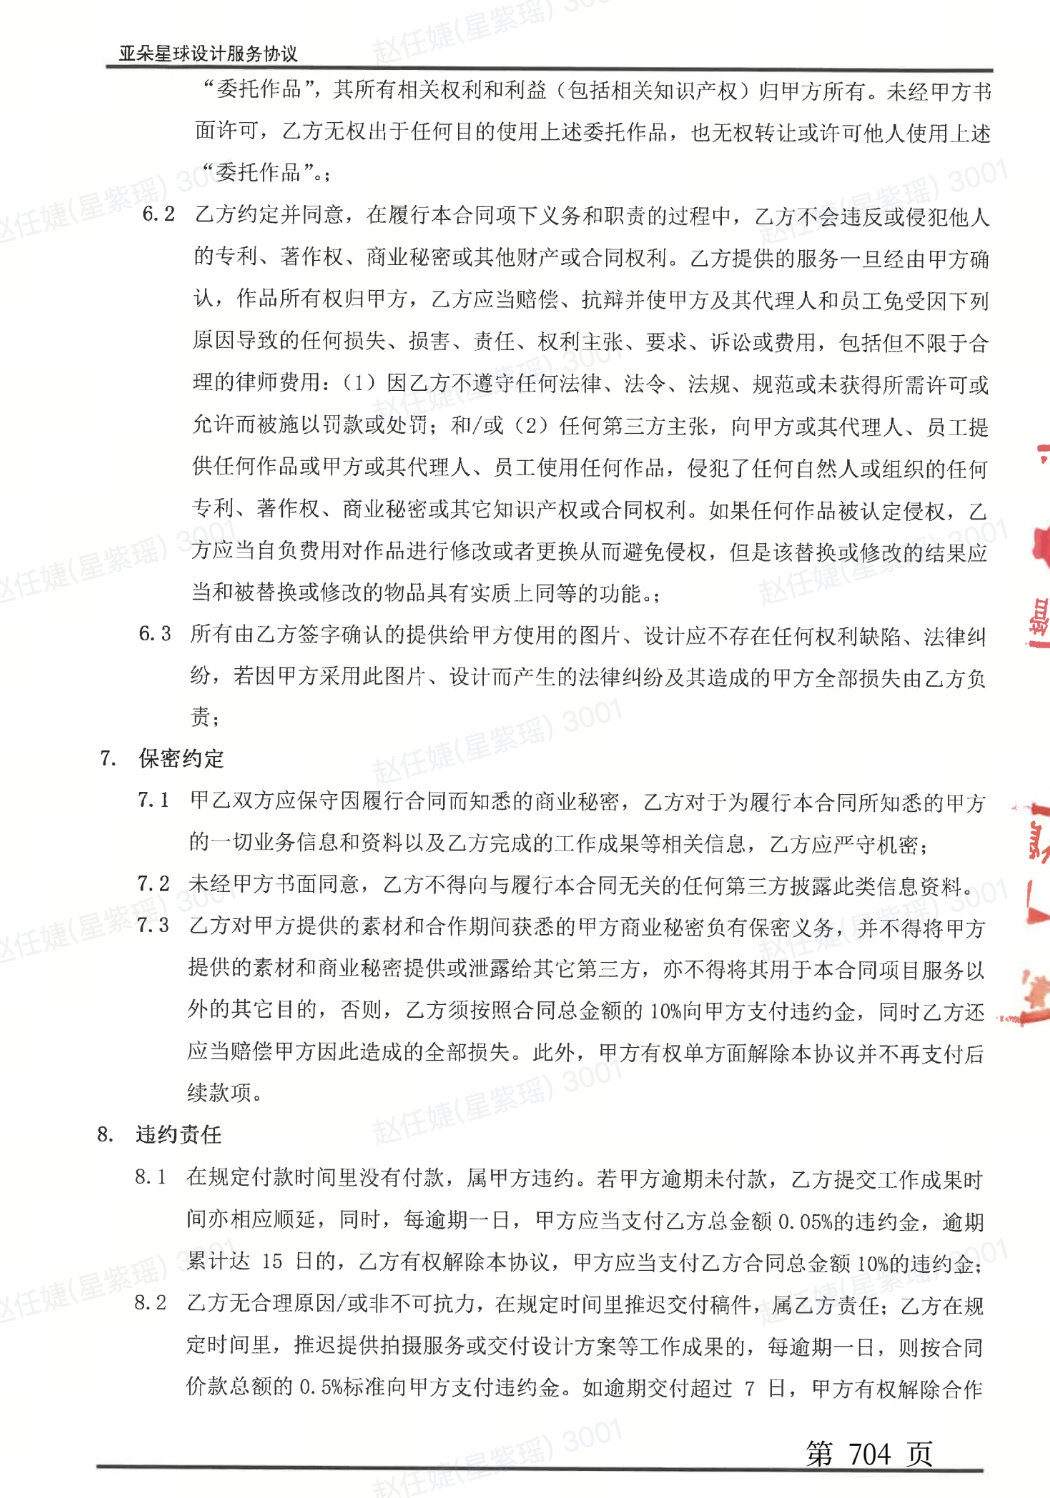 亚朵星球设计服务协议
“委托作品”，其所有相关权利和利益（包括相关知识产权）归甲方所有。未经甲方书
面许可，乙方无权出于任何目的使用上述委托作品，也无权转让或许可他人使用上述
“委托作品”。；
6.2 乙方约定并同意，在履行本合同项下义务和职责的过程中，乙方不会违反或侵犯他人
的专利、著作权、商业秘密或其他财产或合同权利。乙方提供的服务一旦经由甲方确
认，作品所有权归甲方，乙方应当赔偿、抗辩并使甲方及其代理人和员工免受因下列
原因导致的任何损失、损害、责任、权利主张、要求、诉讼或费用，包括但不限于合
理的律师费用：（1）因乙方不遵守任何法律、法令、法规、规范或未获得所需许可或
允许而被施以罚款或处罚；和/或（2）任何第三方主张，向甲方或其代理人、员工提
供任何作品或甲方或其代理人、员工使用任何作品，侵犯了任何自然人或组织的任何
专利、著作权、商业秘密或其它知识产权或合同权利。如果任何作品被认定侵权，乙
方应当自负费用对作品进行修改或者更换从而避免侵权，但是该替换或修改的结果应
当和被替换或修改的物品具有实质上同等的功能。；
6.3 所有由乙方签字确认的提供给甲方使用的图片、设计应不存在任何权利缺陷、法律纠
纷，若因甲方采用此图片、设计而产生的法律纠纷及其造成的甲方全部损失由乙方负
责；
7. 保密约定
7.1 甲乙双方应保守因履行合同而知悉的商业秘密，乙方对于为履行本合同所知悉的甲方
的一切业务信息和资料以及乙方完成的工作成果等相关信息，乙方应严守机密；
7.2 未经甲方书面同意，乙方不得向与履行本合同无关的任何第三方披露此类信息资料。
7.3 乙方对甲方提供的素材和合作期间获悉的甲方商业秘密负有保密义务，并不得将甲方
提供的素材和商业秘密提供或泄露给其它第三方，亦不得将其用于本合同项目服务以
外的其它目的，否则，乙方须按照合同总金额的 10%向甲方支付违约金，同时乙方还
应当赔偿甲方因此造成的全部损失。此外，甲方有权单方面解除本协议并不再支付后
续款项。
8. 违约责任
8.1 在规定付款时间里没有付款，属甲方违约。若甲方逾期未付款，乙方提交工作成果时
间亦相应顺延，同时，每逾期一日，甲方应当支付乙方总金额 0.05%的违约金，逾期
累计达 15 日的，乙方有权解除本协议，甲方应当支付乙方合同总金额 10%的违约金；
8.2 乙方无合理原因/或非不可抗力，在规定时间里推迟交付稿件，属乙方责任；乙方在规
定时间里，推迟提供拍摄服务或交付设计方案等工作成果的，每逾期一日，则按合同
价款总额的 0.5%标准向甲方支付违约金。如逾期交付超过 7 日，甲方有权解除合作
第 704 页
赵任婕(星紫瑶) 3001